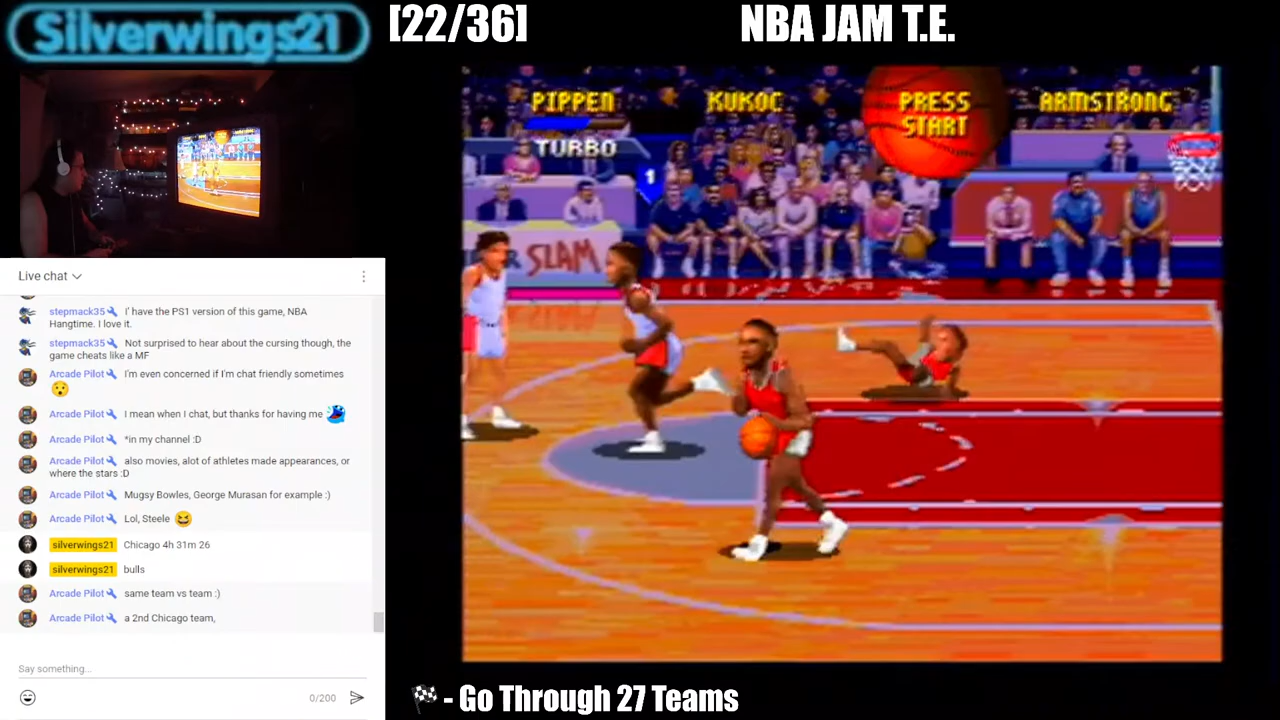 Silverwings21
[22/36]
NBA JAM T.E.
PIPPEN
KUKOC
PRESS
START
ARMSTRONG
TURBO
1
SLAM
Live chat
stepmack35 i' have the PS1 version of this game, NBA
Hangtime. I love it.
stepmack35 Not surprised to hear about the cursing though, the
game cheats like a MF
Arcade Pilot I'm even concerned if I'm chat friendly sometimes
Arcade Pilot I mean when I chat, but thanks for having me
Arcade Pilot *in my channel :D
Arcade Pilot also movies, alot of athletes made appearances, or
where the stars :D
Arcade Pilot Mugsy Bowles, George Murasan for example :)
Arcade Pilot Lol, Steele
silverwings21 Chicago 4h 31m 26
silverwings21 bulls
Arcade Pilot same team vs team :)
Arcade Pilot a 2nd Chicago team,
Say something...
0/200
- Go Through 27 Teams